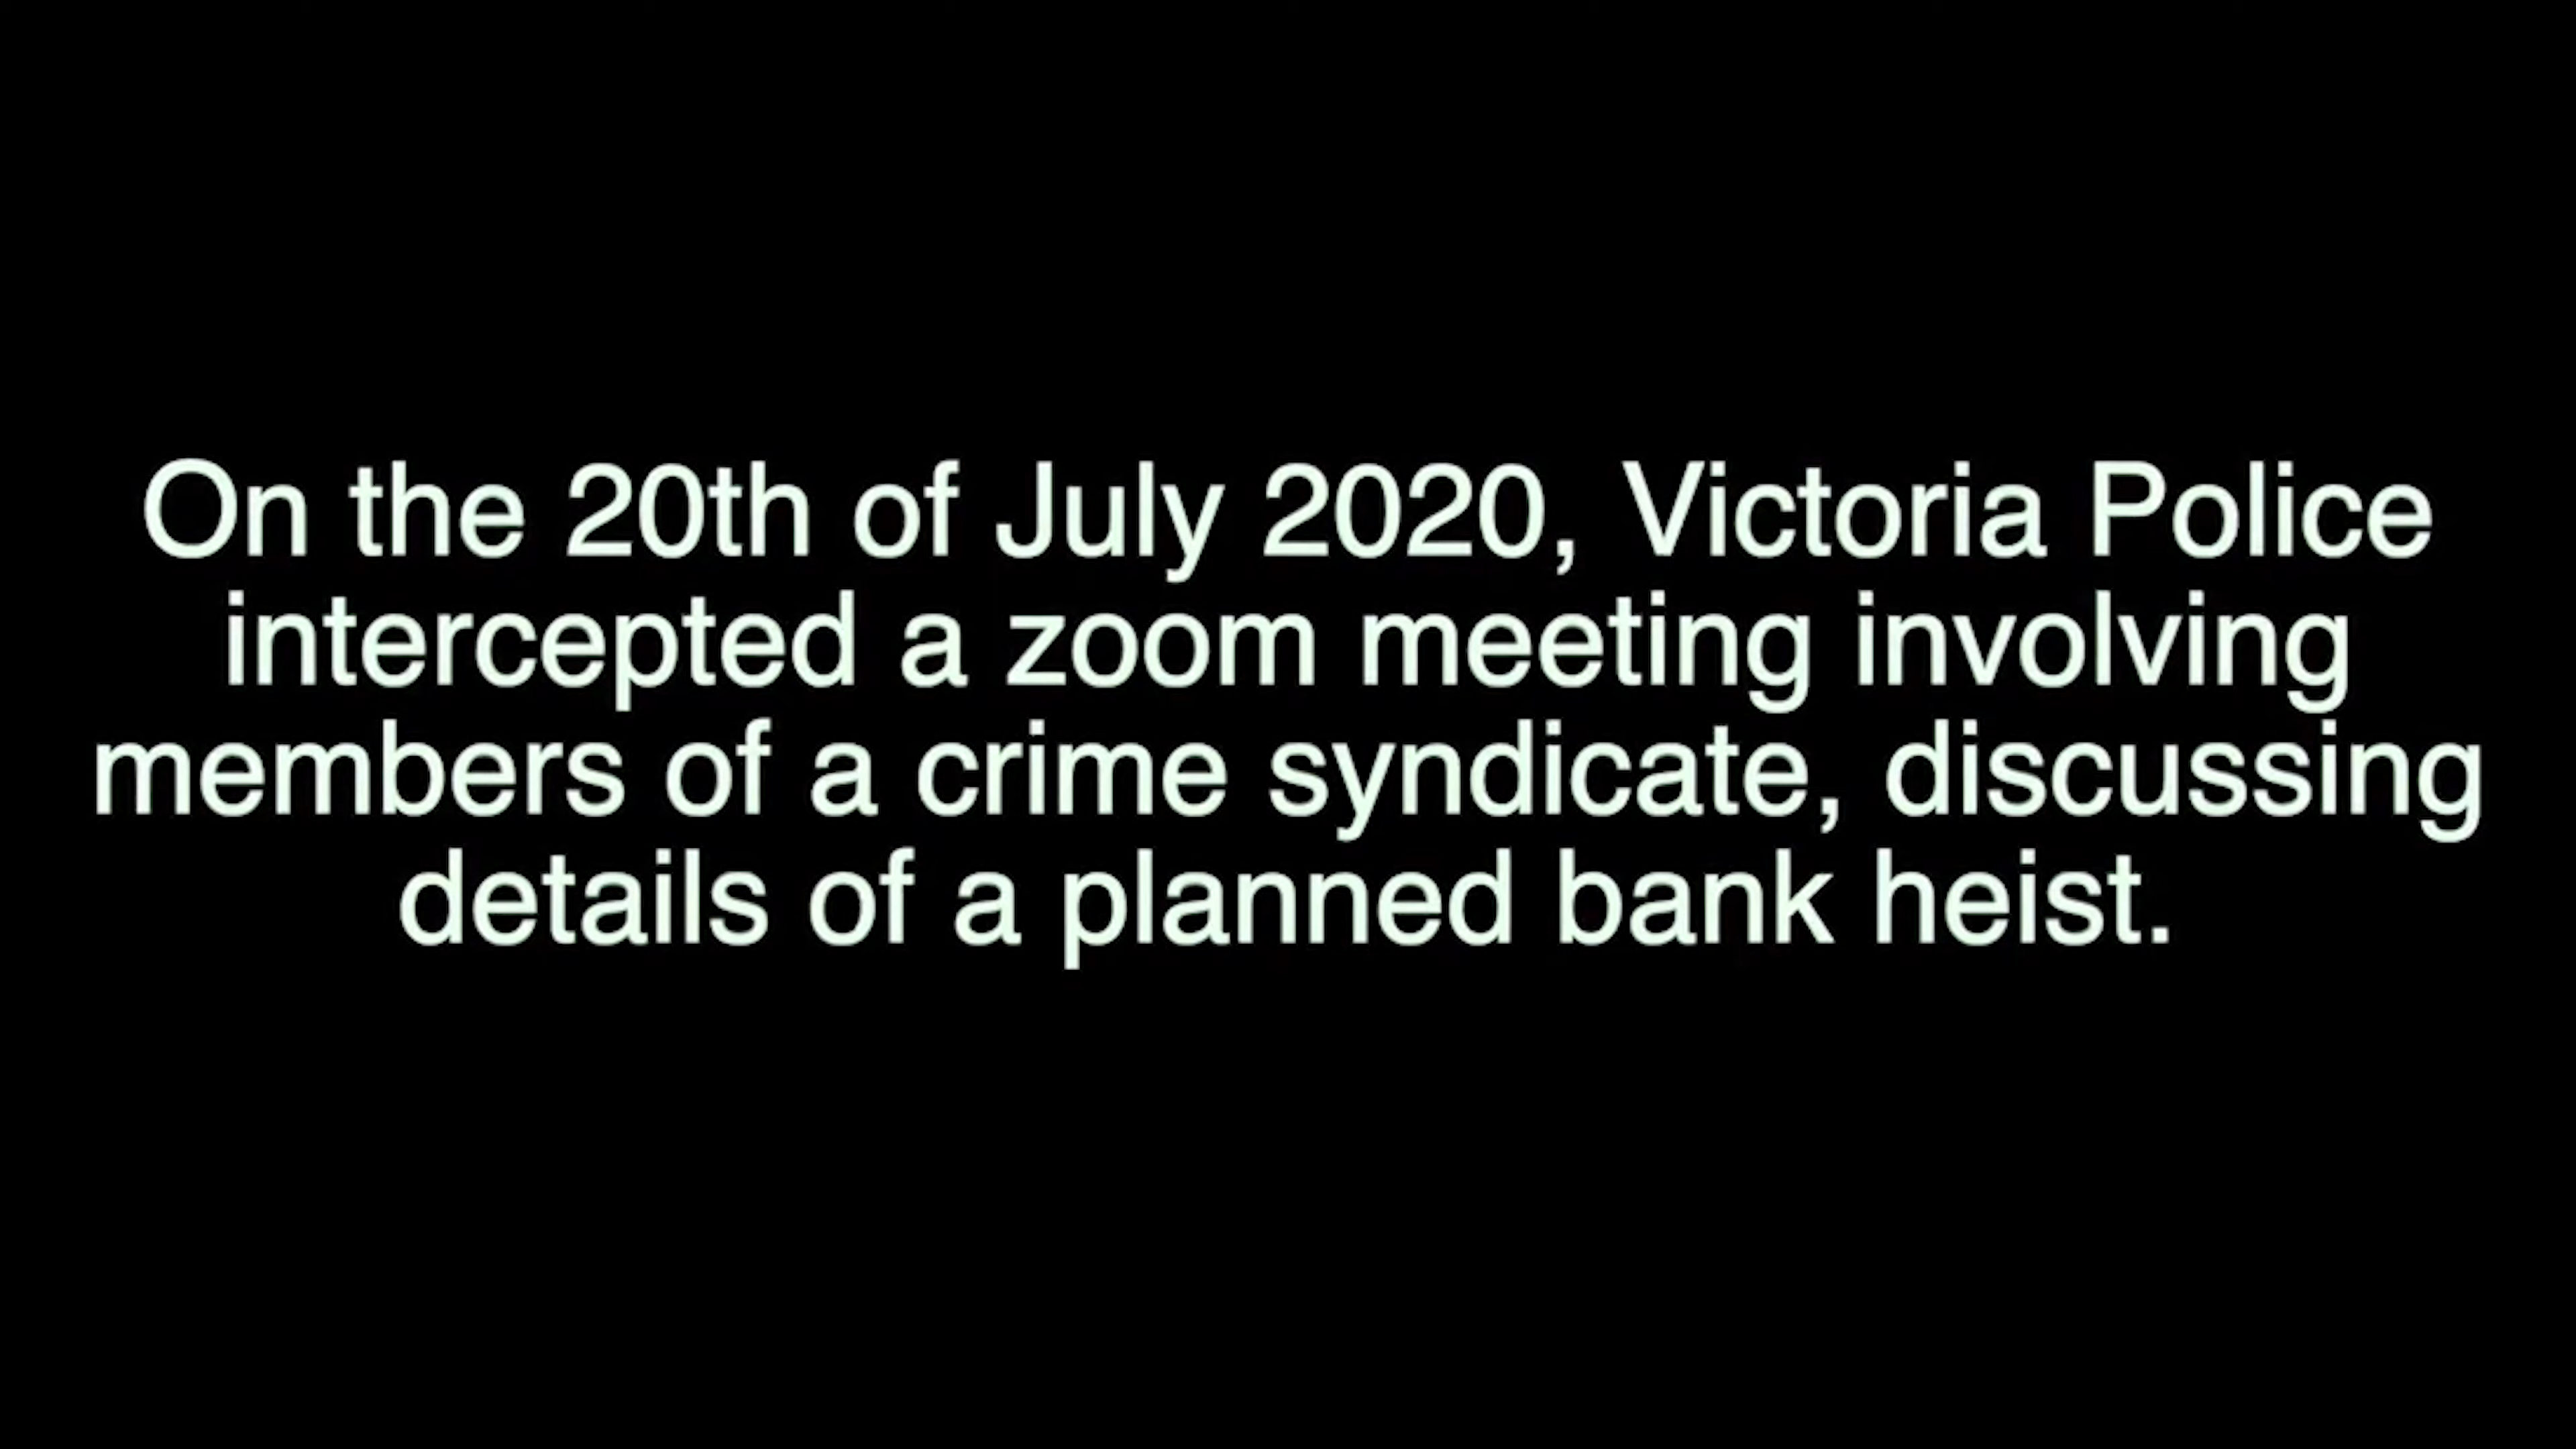 On the 20th of July 2020, Victoria Police
intercepted a zoom meeting involving
members of a crime syndicate, discussing
details of a planned bank heist.